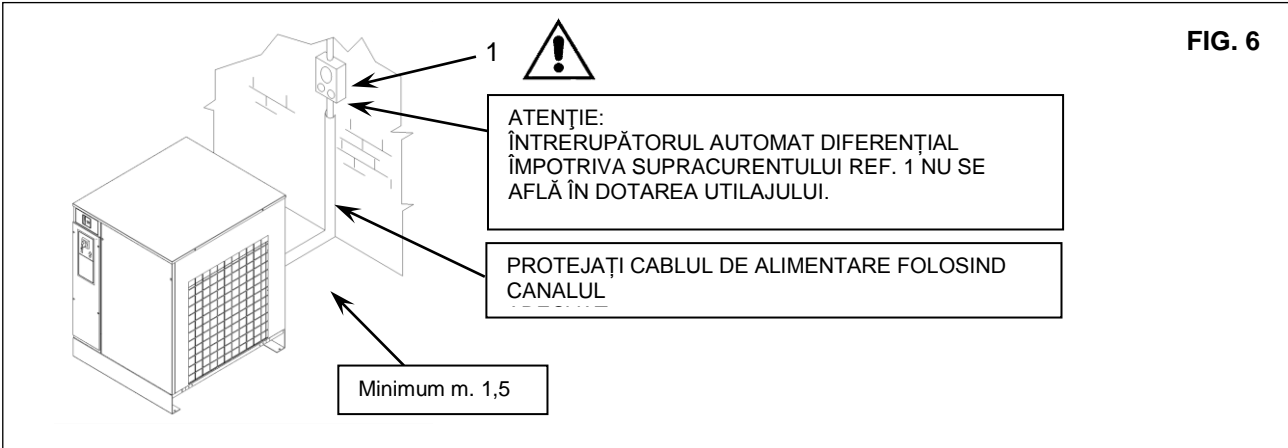 FIG. 6
1
ATENŢIE:
ÎNTRERUPĂTORUL AUTOMAT DIFERENȚIAL
ÎMPOTRIVA SUPRACURENTULUI REF. 1 NU SE
AFLĂ ÎN DOTAREA UTILAJULUI.
PROTEJAȚI CABLUL DE ALIMENTARE FOLOSIND
CANALUL
Minimum m. 1,5